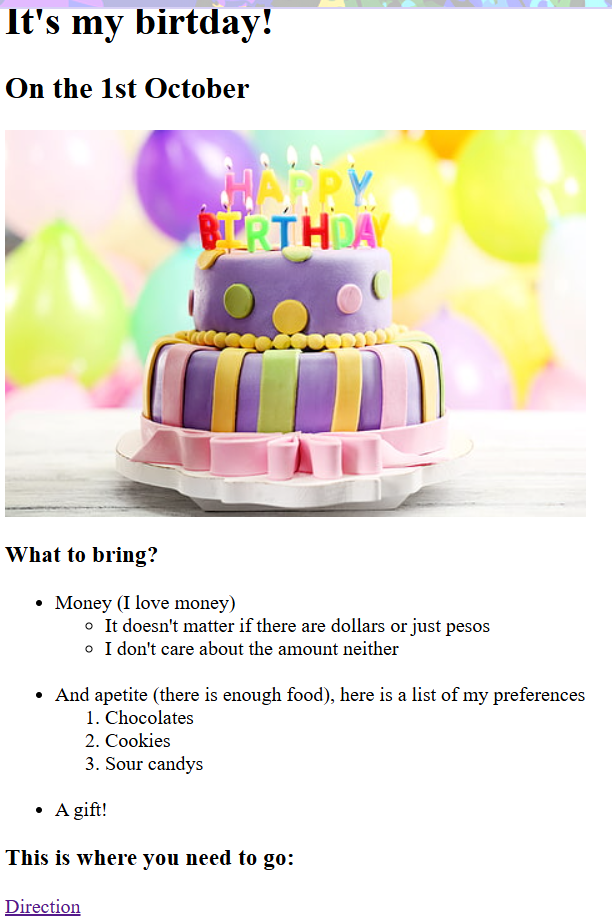 It's my birtday!
On the 1st October
HAPPY
BIRTHDAY
What to bring?
Money (I love money)
It doesn't matter if there are dollars or just pesos
I don't care about the amount neither
And apetite (there is enough food), here is a list of my preferences
1. Chocolates
2. Cookies
3. Sour candys
A gift!
This is where you need to go:
Direction